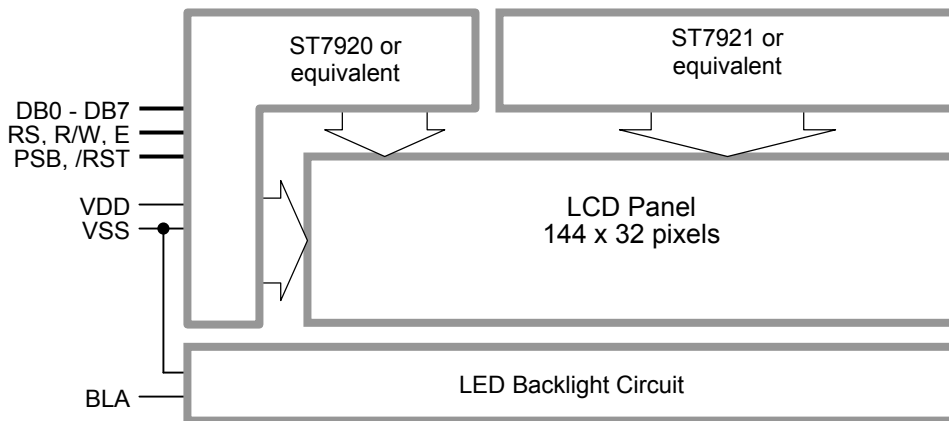 ST7920 or
equivalent
ST7921 or
equivalent
DB0 - DB7
RS, R/W, E
PSB, /RST
VDD
VSS
LCD Panel
144 x 32 pixels
LED Backlight Circuit
BLA